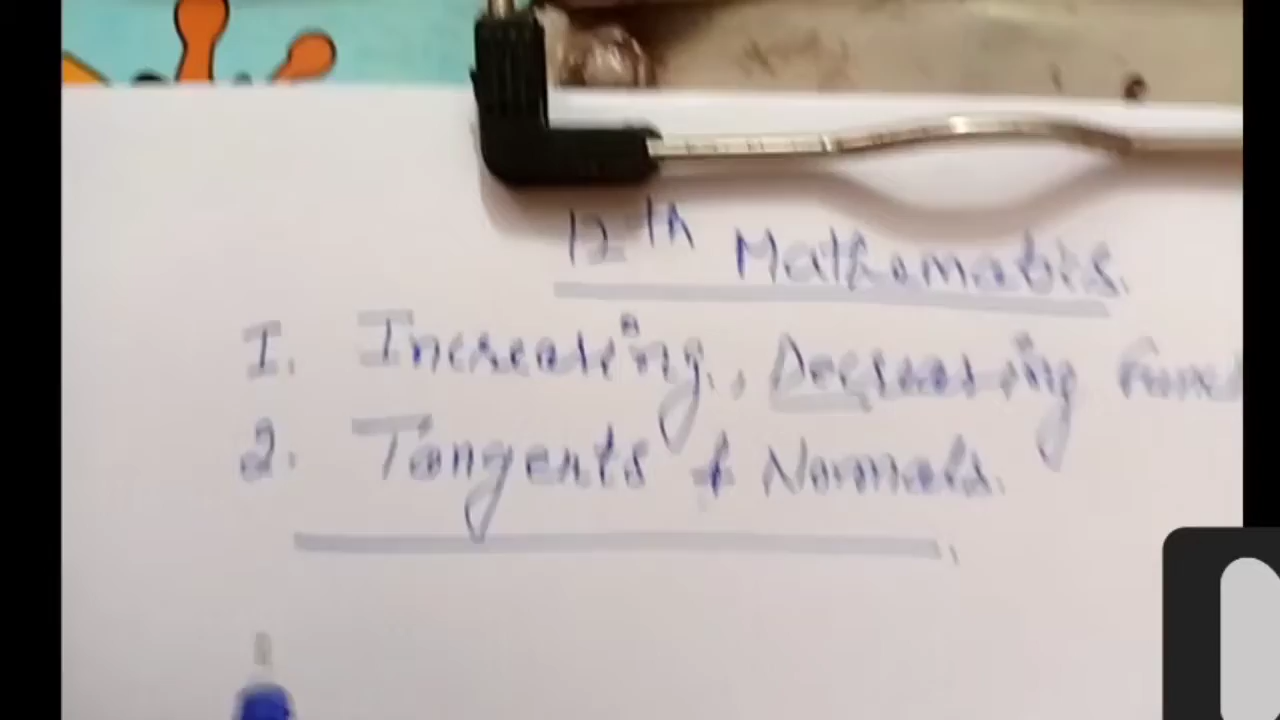 12th Mathematics.
1. Increasing, Decreasing Func
2. Tangents & Normals.